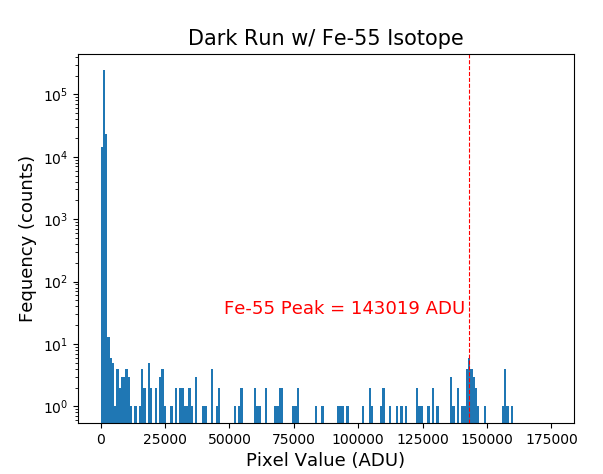 Dark Run w/ Fe-55 Isotope
Fequency (counts)
10^5
10^4
10^3
10^2
10^1
10^0
Fe-55 Peak = 143019 ADU
0 25000 50000 75000 100000 125000 150000 175000
Pixel Value (ADU)